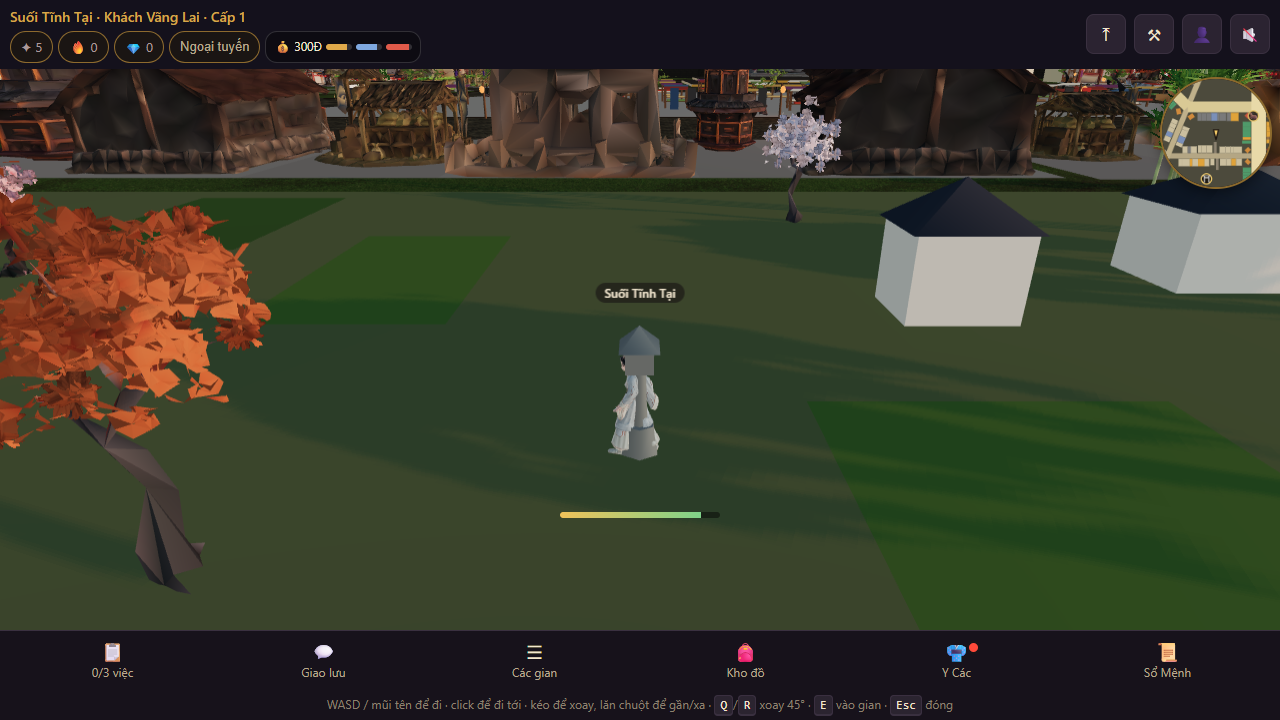 Suối Tĩnh Tại · Khách Vãng Lai · Cấp 1
5
0
0
Ngoại tuyến
300Đ
Suối Tĩnh Tại
0/3 việc
Giao lưu
Các gian
Kho đồ
Y Các
Sổ Mệnh
WASD / mũi tên để đi · click để đi tới · kéo để xoay, lăn chuột để gần/xa · Q / R xoay 45° · E vào gian · Esc đóng